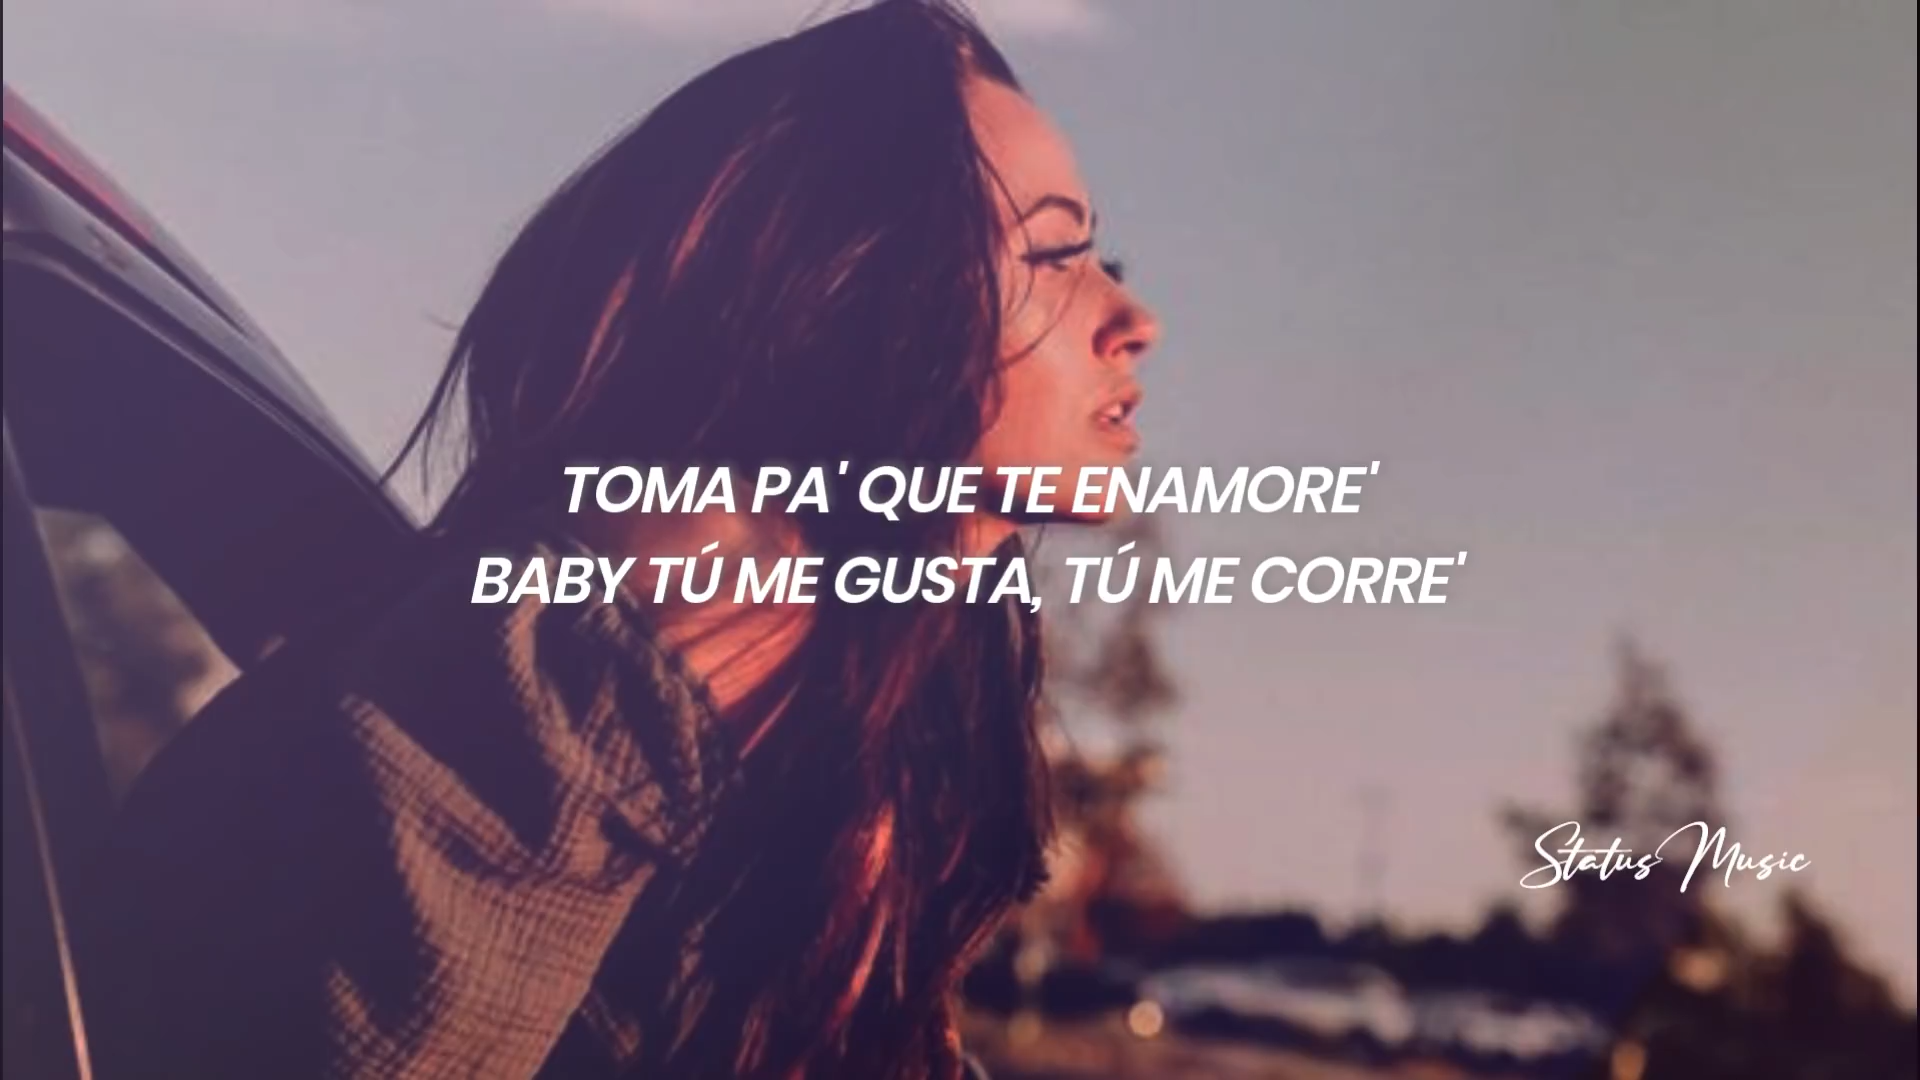 TOMA PA' QUE TE ENAMORE'
BABY TÚ ME GUSTA, TÚ ME CORRE'
Status Music